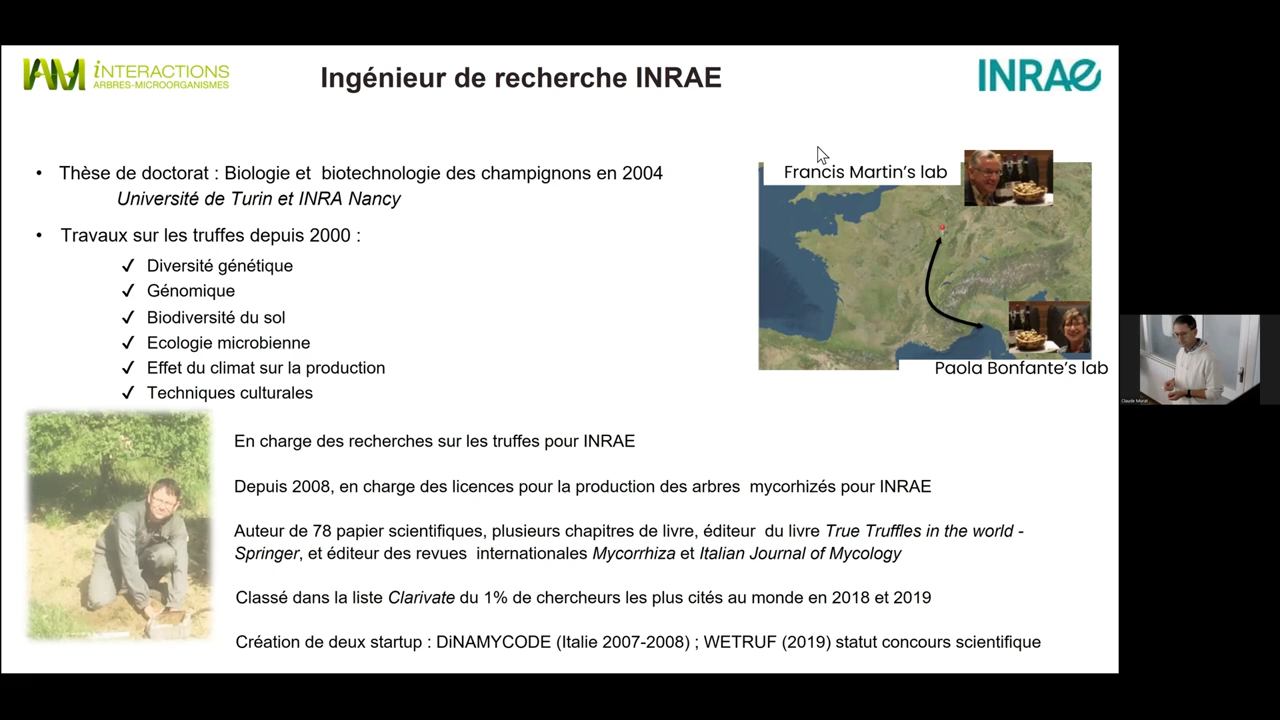 IAM INTERACTIONS
ARBRES-MICROORGANISMES
Ingénieur de recherche INRAE
INRAE
• Thèse de doctorat : Biologie et biotechnologie des champignons en 2004
Université de Turin et INRA Nancy
• Travaux sur les truffes depuis 2000 :
✓ Diversité génétique
✓ Génomique
✓ Biodiversité du sol
✓ Ecologie microbienne
✓ Effet du climat sur la production
✓ Techniques culturales
Francis Martin's lab
Paola Bonfante's lab
Claude Murat
En charge des recherches sur les truffes pour INRAE
Depuis 2008, en charge des licences pour la production des arbres mycorhizés pour INRAE
Auteur de 78 papier scientifiques, plusieurs chapitres de livre, éditeur du livre True Truffles in the world -
Springer, et éditeur des revues internationales Mycorrhiza et Italian Journal of Mycology
Classé dans la liste Clarivate du 1% de chercheurs les plus cités au monde en 2018 et 2019
Création de deux startup : DiNAMYCODE (Italie 2007-2008) ; WETRUF (2019) statut concours scientifique